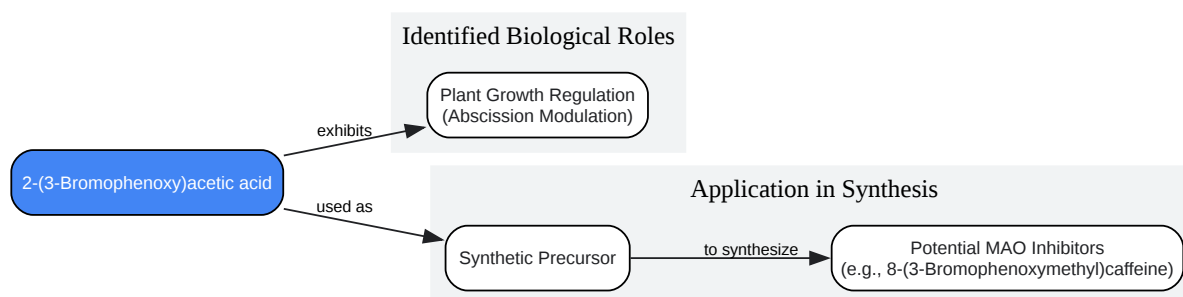 Identified Biological Roles
Plant Growth Regulation
(Abscission Modulation)
exhibits
2-(3-Bromophenoxy)acetic acid
used as
Application in Synthesis
Synthetic Precursor
to synthesize
Potential MAO Inhibitors
(e.g., 8-(3-Bromophenoxymethyl)caffeine)